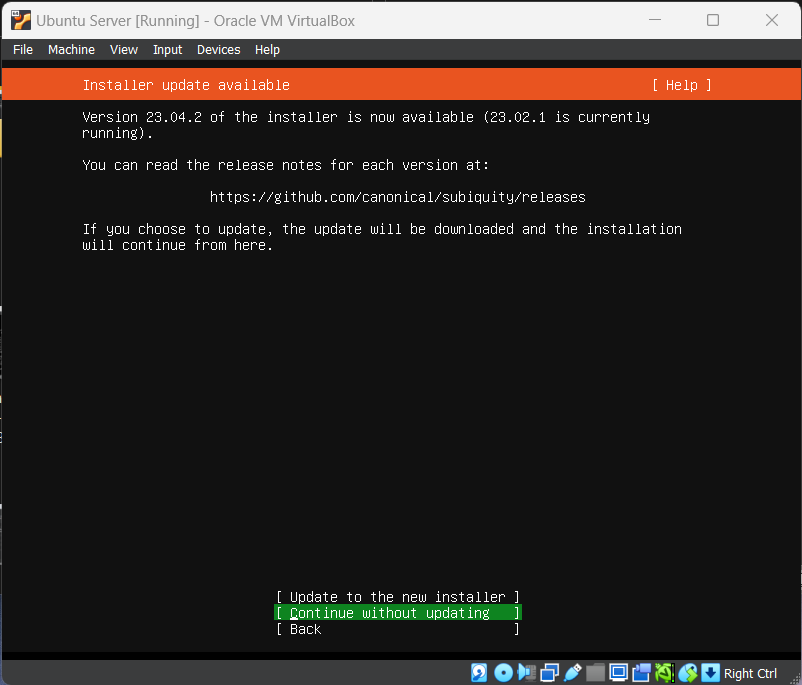 Ubuntu Server [Running] - Oracle VM VirtualBox
File Machine View Input Devices Help
Installer update available [ Help ]
Version 23.04.2 of the installer is now available (23.02.1 is currently
running).
You can read the release notes for each version at:
https://github.com/canonical/subiquity/releases
If you choose to update, the update will be downloaded and the installation
will continue from here.
[ Update to the new installer ]
[ Continue without updating ]
[ Back ]
Right Ctrl